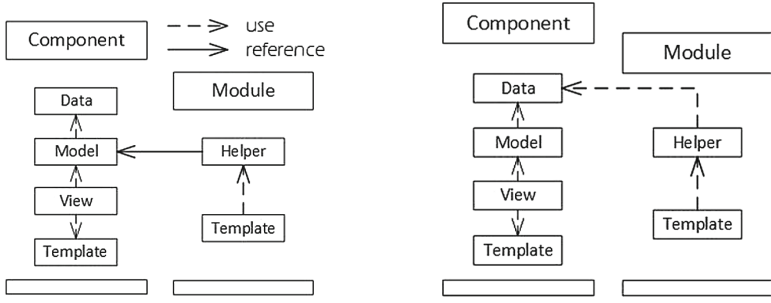 Component
use
reference
Module
Data
Model
Helper
View
Template
Template
Component
Module
Data
Model
Helper
View
Template
Template